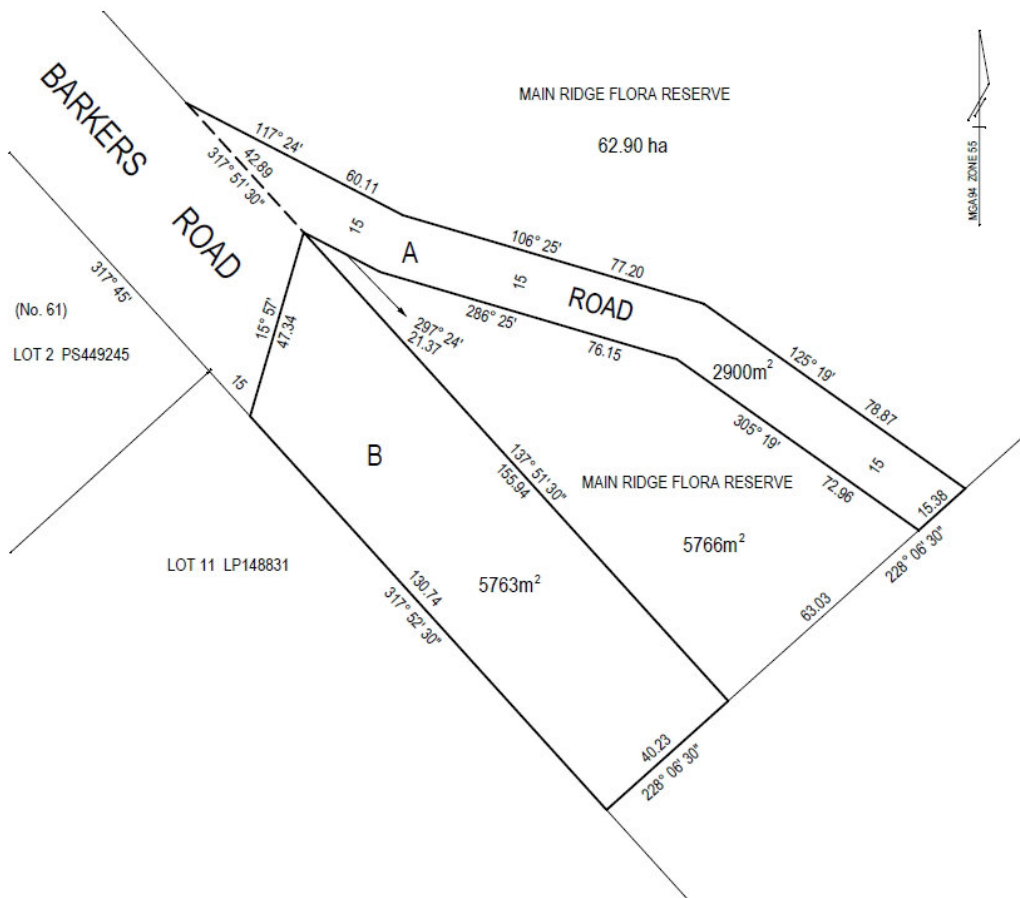 MAIN RIDGE FLORA RESERVE
62.90 ha
MGA94 ZONE 55
BARKERS
ROAD
117° 24'
60.11
42.89
317° 51' 30"
15
A
106° 25'
77.20
15
ROAD
317° 45'
(No. 61)
LOT 2 PS449245
15° 57'
47.34
297° 24'
21.37
286° 25'
76.15
2900m²
125° 19'
78.87
15
B
137° 51' 30"
155.94
305° 19'
72.96
15
15.38
228° 06' 30"
MAIN RIDGE FLORA RESERVE
5766m²
LOT 11 LP148831
130.74
317° 52' 30"
5763m²
63.03
40.23
228° 06' 30"